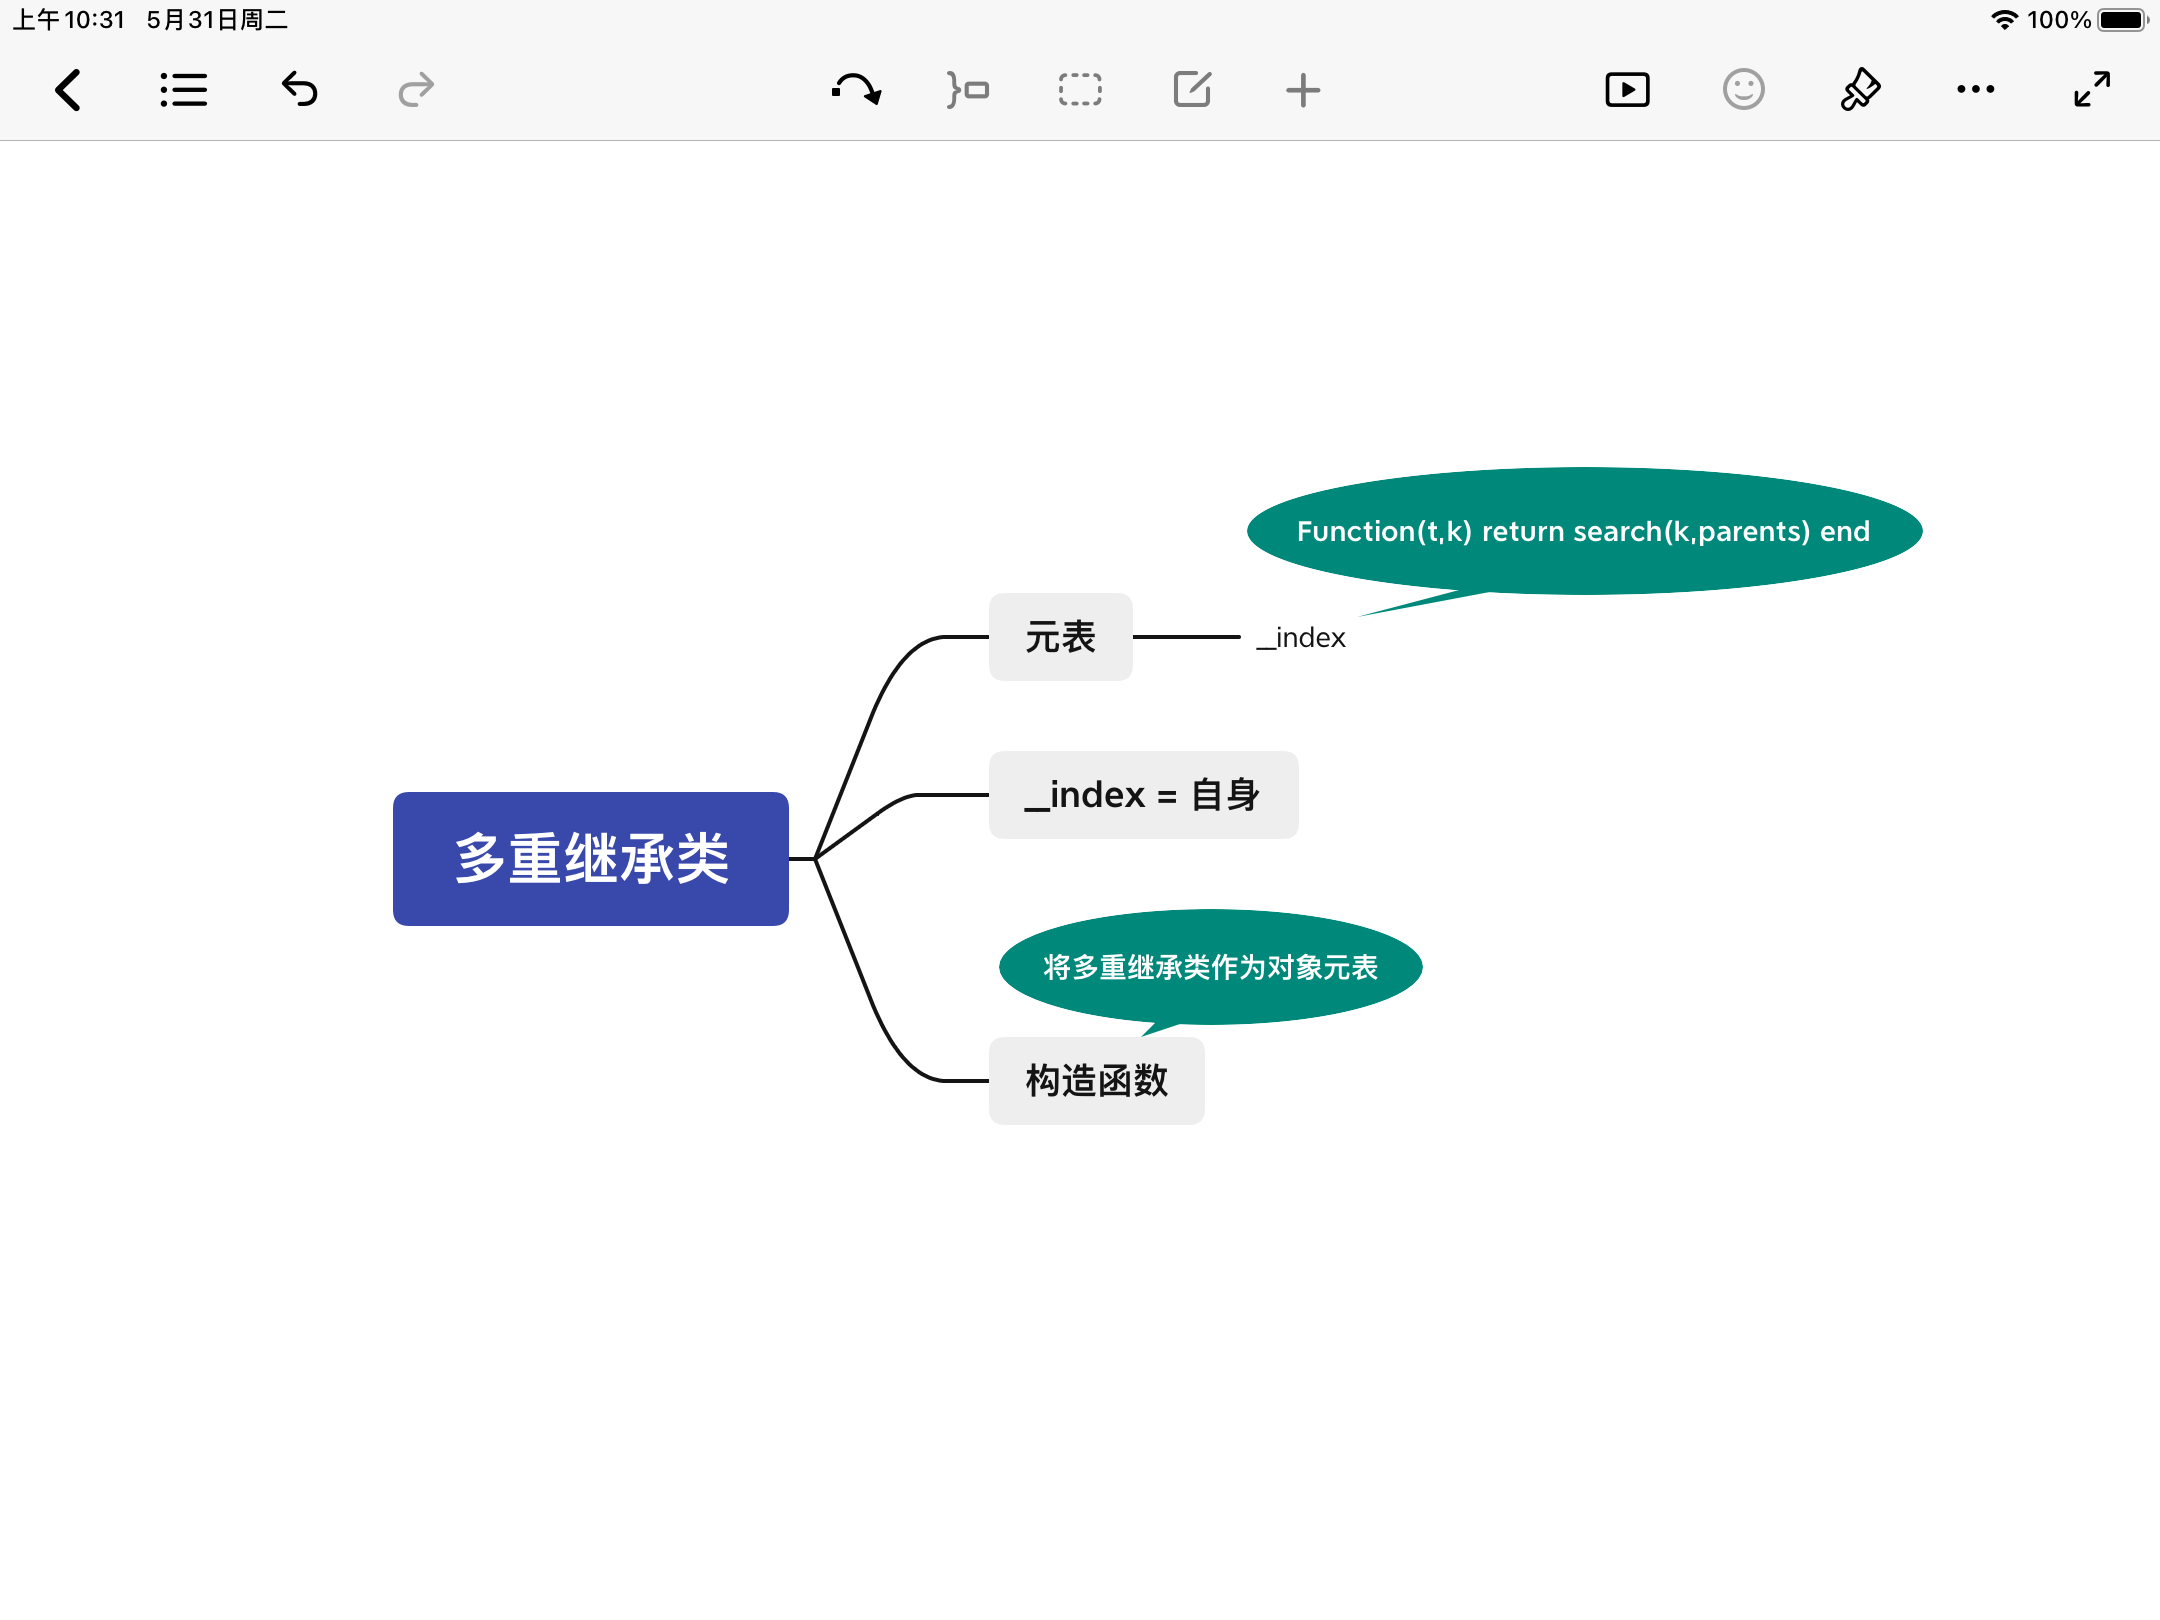 上午10:31 5月31日周二
100%
Function(t,k) return search(k,parents) end
元表
__index
__index = 自身
多重继承类
将多重继承类作为对象元表
构造函数